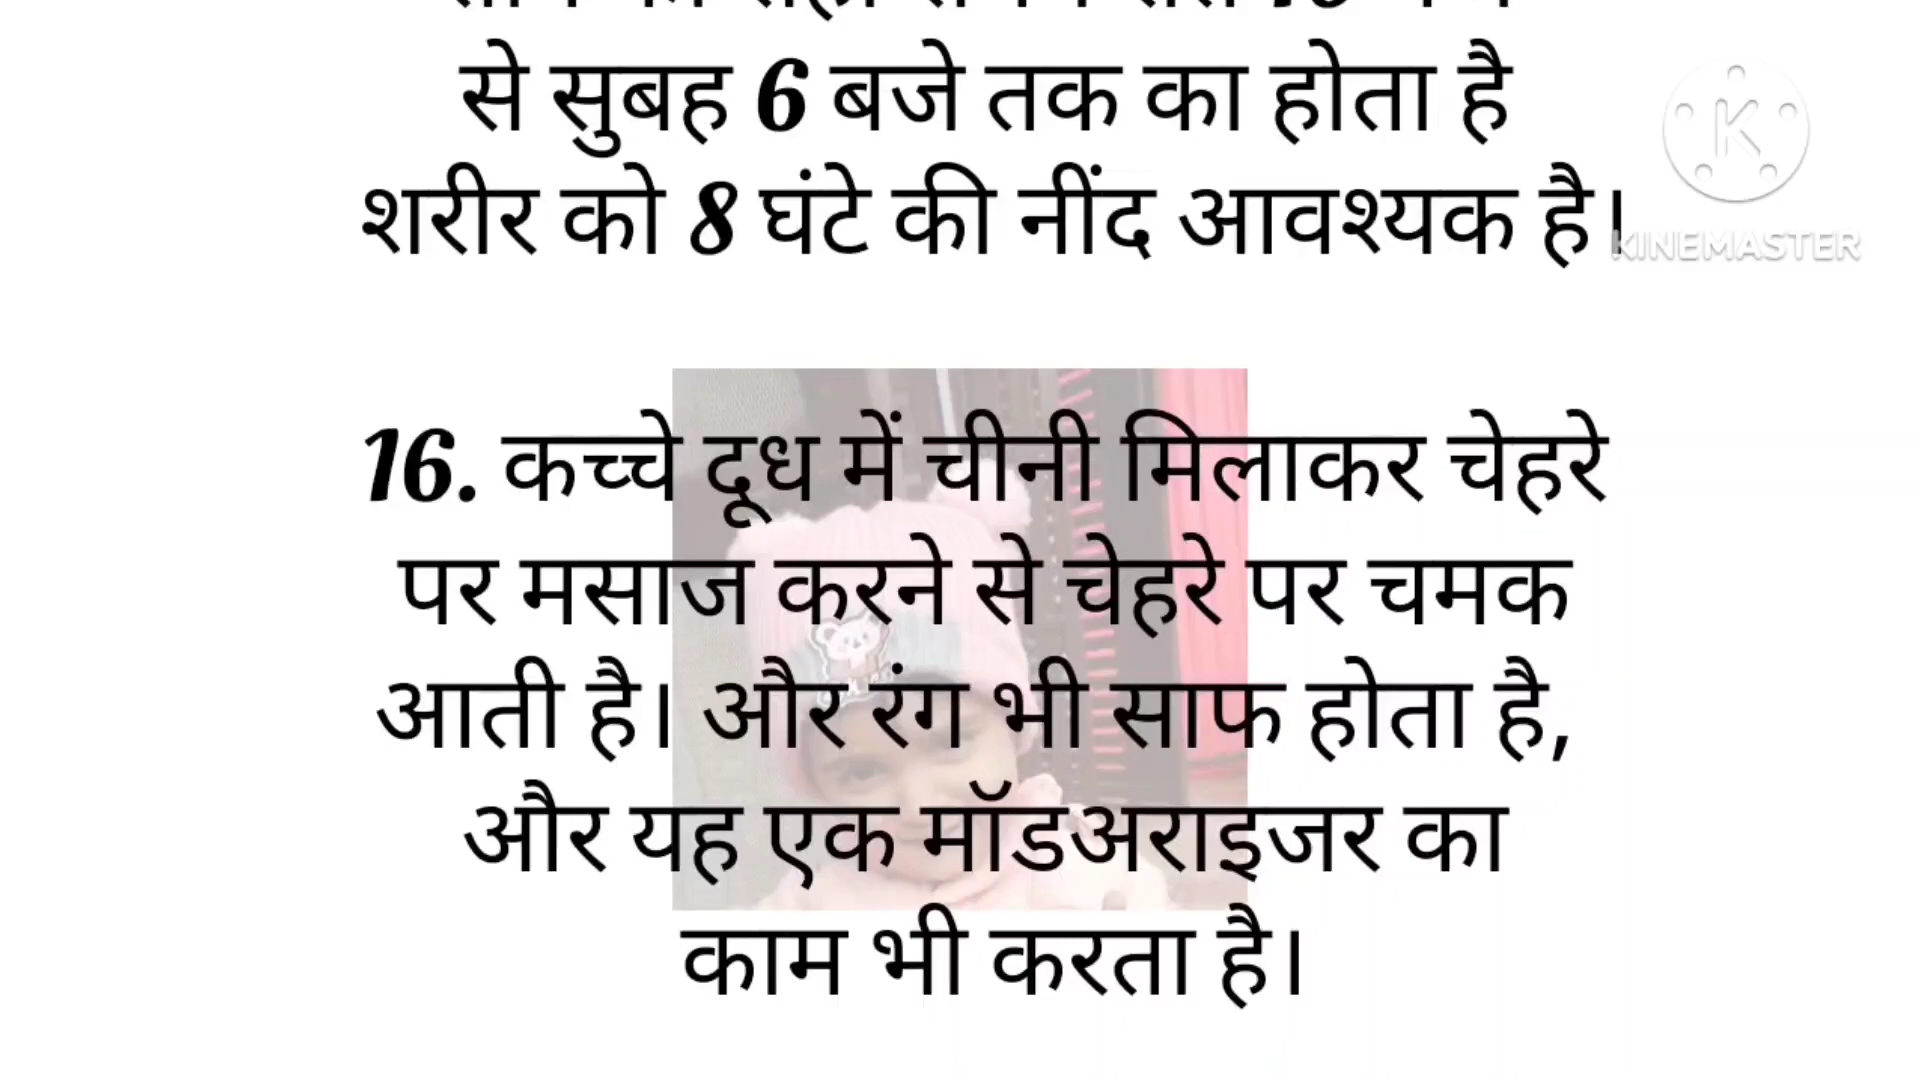 से सुबह 6 बजे तक का होता है
शरीर को 8 घंटे की नींद आवश्यक है।
KINEMASTER
16. कच्चे दूध में चीनी मिलाकर चेहरे
पर मसाज करने से चेहरे पर चमक
आती है। और रंग भी साफ होता है,
और यह एक मॉडअराइजर का
काम भी करता है।